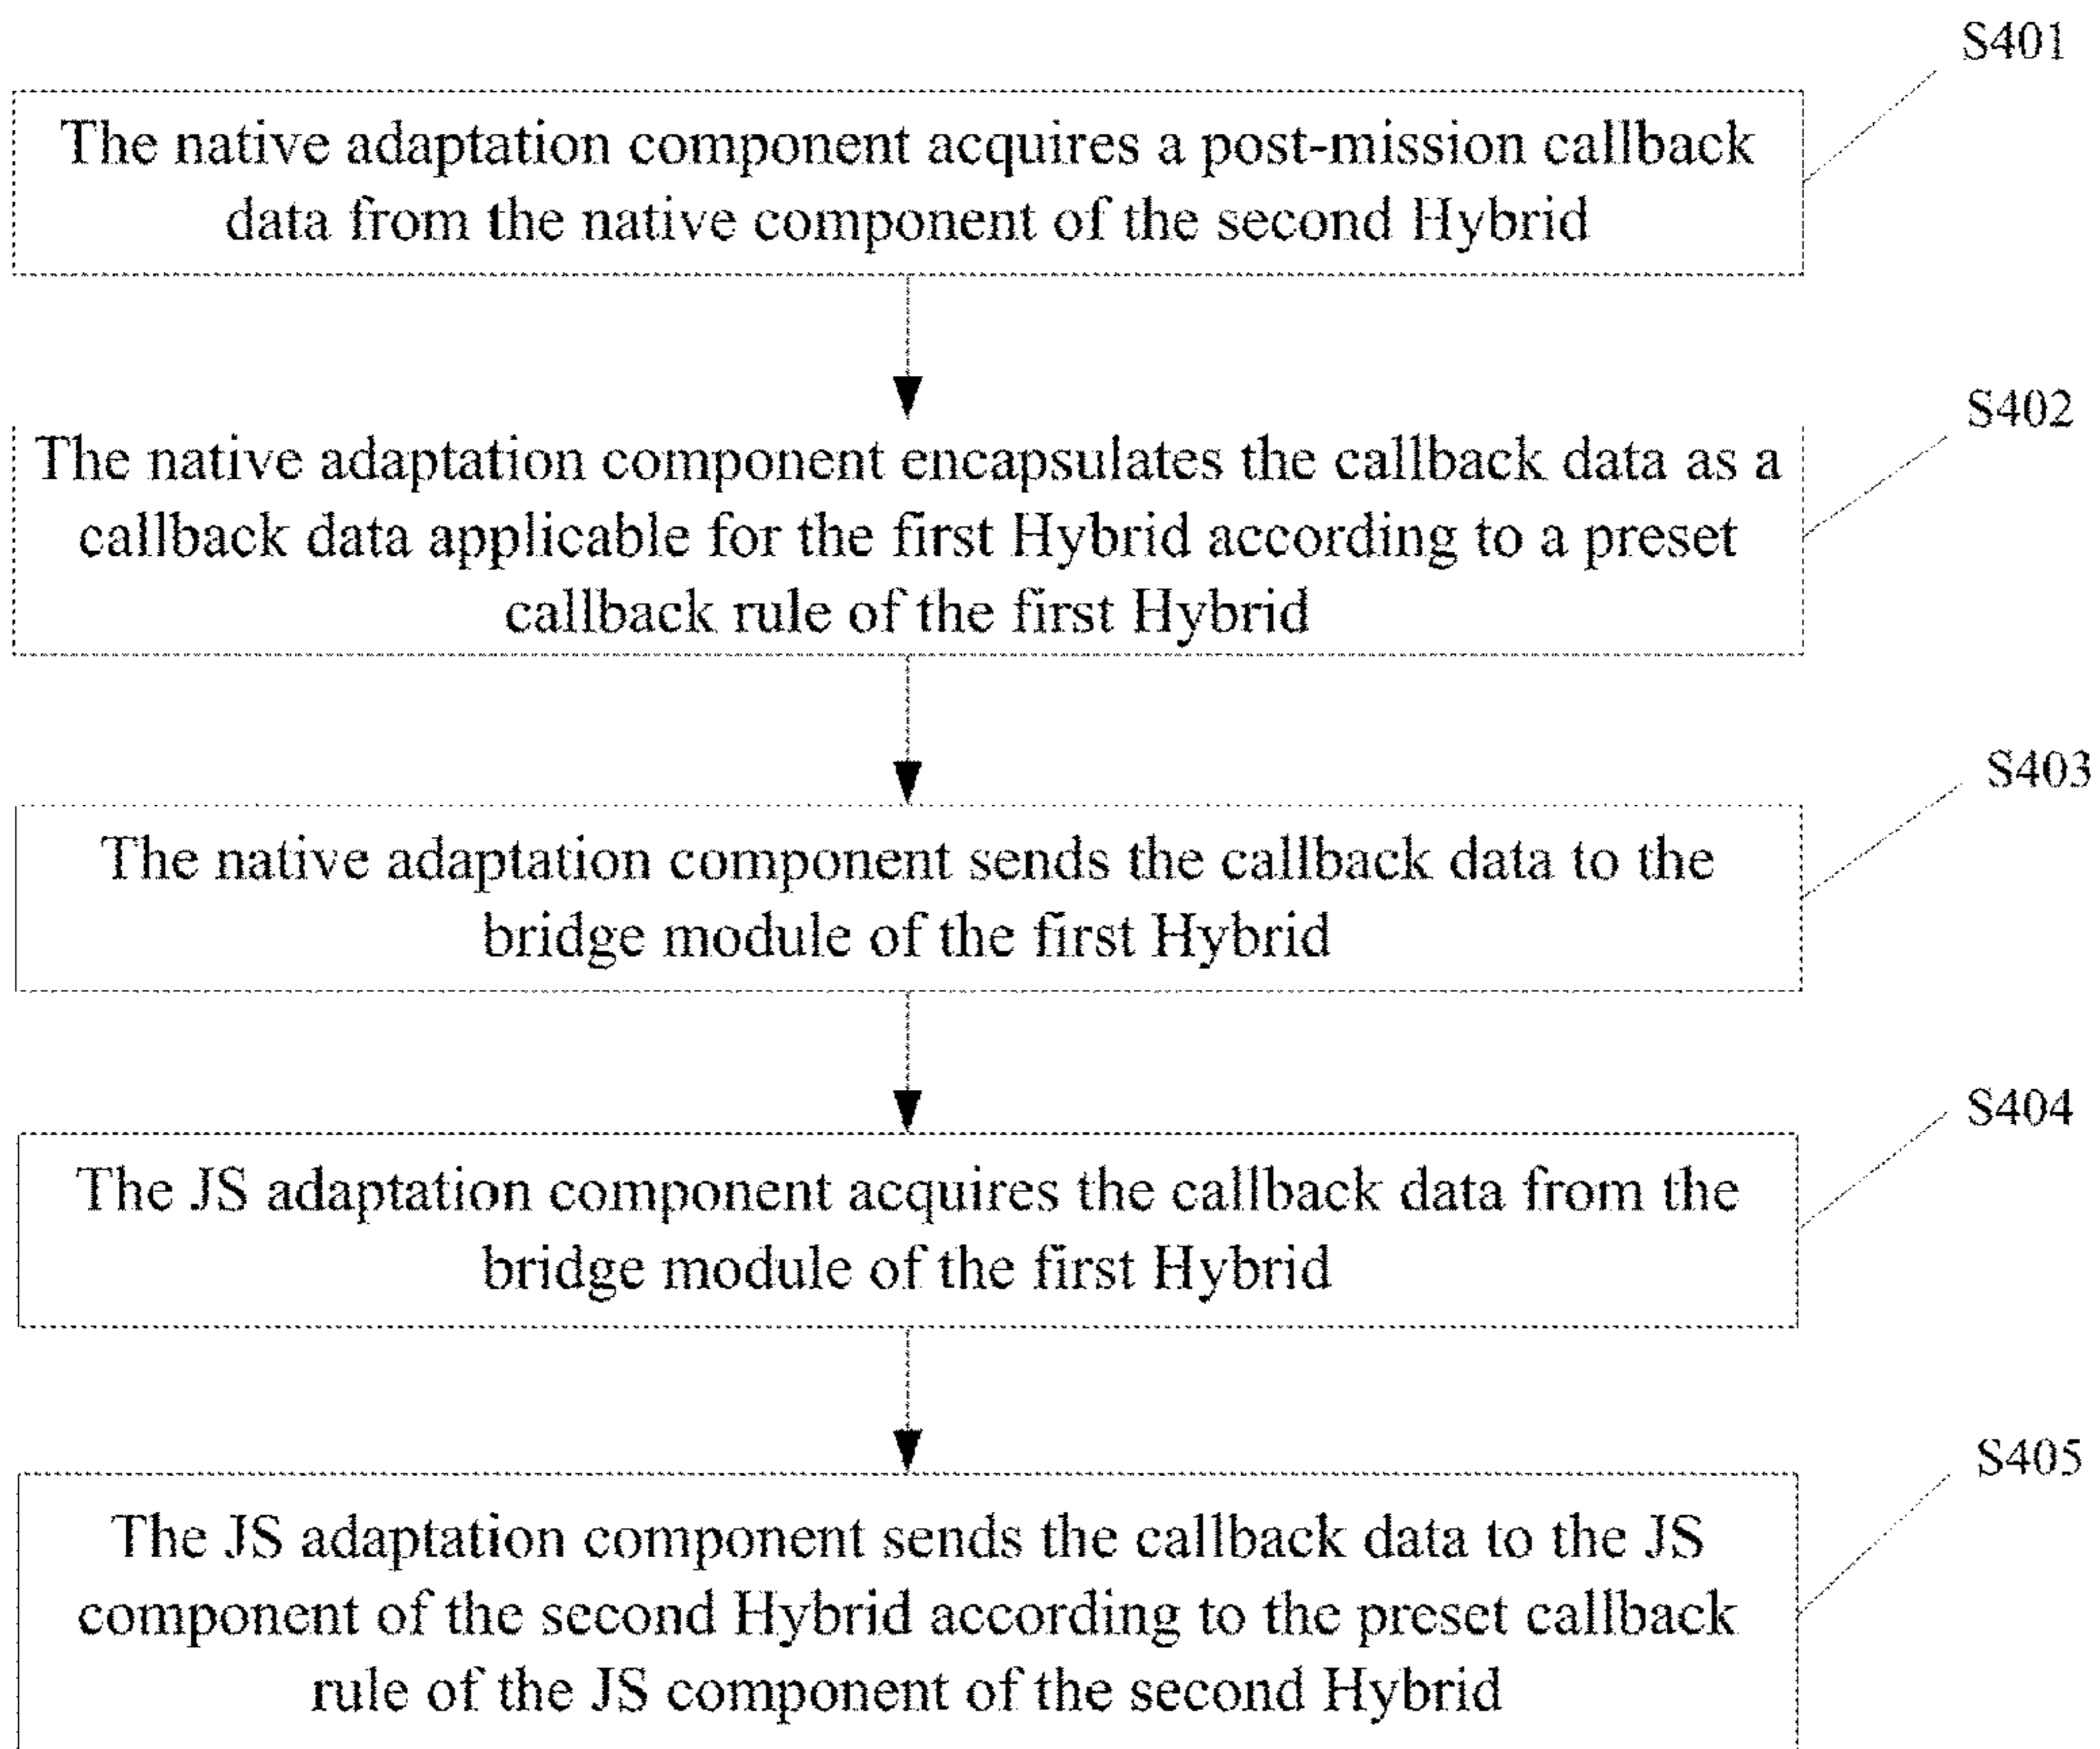 S401
The native adaptation component acquires a post-mission callback
data from the native component of the second Hybrid
S402
The native adaptation component encapsulates the callback data as a
callback data applicable for the first Hybrid according to a preset
callback rule of the first Hybrid
S403
The native adaptation component sends the callback data to the
bridge module of the first Hybrid
S404
The JS adaptation component acquires the callback data from the
bridge module of the first Hybrid
S405
The JS adaptation component sends the callback data to the JS
component of the second Hybrid according to the preset callback
rule of the JS component of the second Hybrid